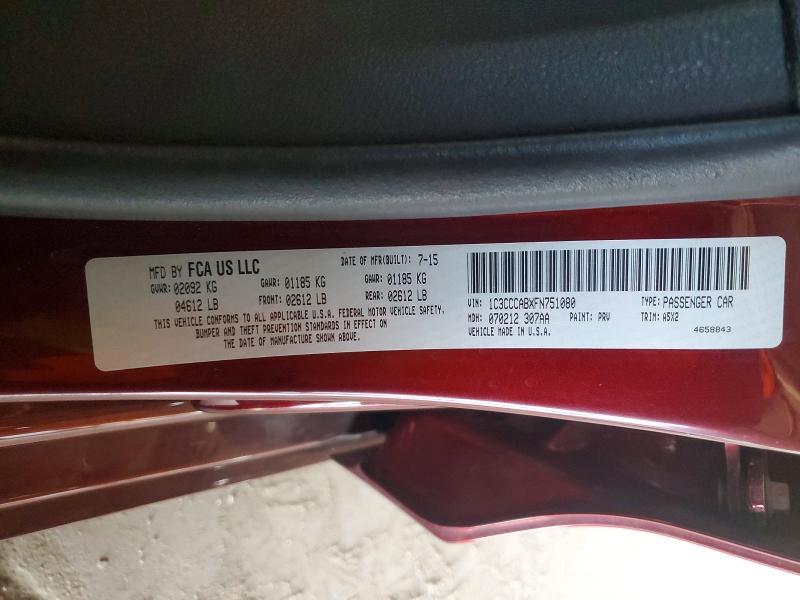 MFD BY FCA US LLC DATE OF MFR(BUILT): 7-15
GVWR: 02092 KG GAWR: 01185 KG GAWR: 01185 KG
04612 LB FRONT: 02612 LB REAR: 02612 LB
THIS VEHICLE CONFORMS TO ALL APPLICABLE U.S.A. FEDERAL MOTOR VEHICLE SAFETY,
BUMPER AND THEFT PREVENTION STANDARDS IN EFFECT ON
THE DATE OF MANUFACTURE SHOWN ABOVE.
VIN: 1C3CCCABXFN751080 TYPE: PASSENGER CAR
MDH: 070212 307AA PAINT: PRV TRIM: A5X2
VEHICLE MADE IN U.S.A. 4658843